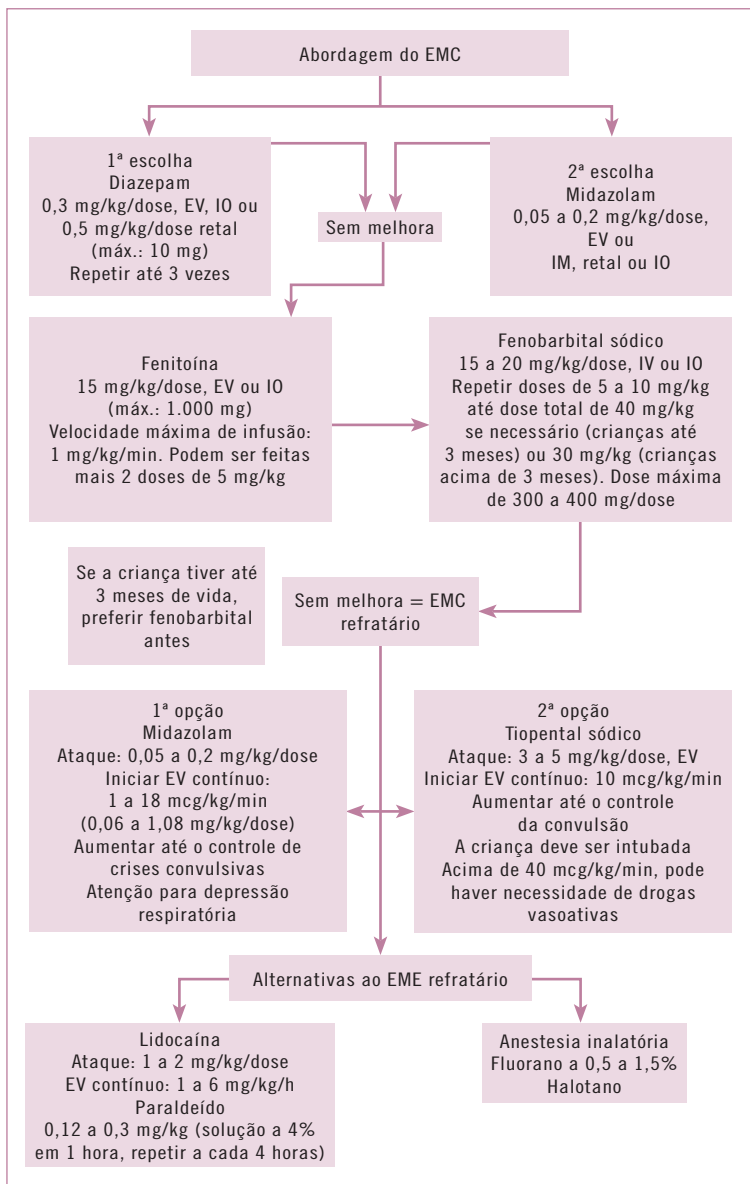 Abordagem do EMC
1ª escolha
Diazepam
0,3 mg/kg/dose, EV, IO ou
0,5 mg/kg/dose retal
(máx.: 10 mg)
Repetir até 3 vezes
Sem melhora
2ª escolha
Midazolam
0,05 a 0,2 mg/kg/dose,
EV ou
IM, retal ou IO
Fenitoína
15 mg/kg/dose, EV ou IO
(máx.: 1.000 mg)
Velocidade máxima de infusão:
1 mg/kg/min. Podem ser feitas
mais 2 doses de 5 mg/kg
Fenobarbital sódico
15 a 20 mg/kg/dose, IV ou IO
Repetir doses de 5 a 10 mg/kg
até dose total de 40 mg/kg
se necessário (crianças até
3 meses) ou 30 mg/kg (crianças
acima de 3 meses). Dose máxima
de 300 a 400 mg/dose
Se a criança tiver até
3 meses de vida,
preferir fenobarbital
antes
Sem melhora = EMC
refratário
1ª opção
Midazolam
Ataque: 0,05 a 0,2 mg/kg/dose
Iniciar EV contínuo:
1 a 18 mcg/kg/min
(0,06 a 1,08 mg/kg/dose)
Aumentar até o controle de
crises convulsivas
Atenção para depressão
respiratória
2ª opção
Tiopental sódico
Ataque: 3 a 5 mg/kg/dose, EV
Iniciar EV contínuo: 10 mcg/kg/min
Aumentar até o controle
da convulsão
A criança deve ser intubada
Acima de 40 mcg/kg/min, pode
haver necessidade de drogas
vasoativas
Alternativas ao EME refratário
Lidocaína
Ataque: 1 a 2 mg/kg/dose
EV contínuo: 1 a 6 mg/kg/h
Paraldeído
0,12 a 0,3 mg/kg (solução a 4%
em 1 hora, repetir a cada 4 horas)
Anestesia inalatória
Fluorano a 0,5 a 1,5%
Halotano